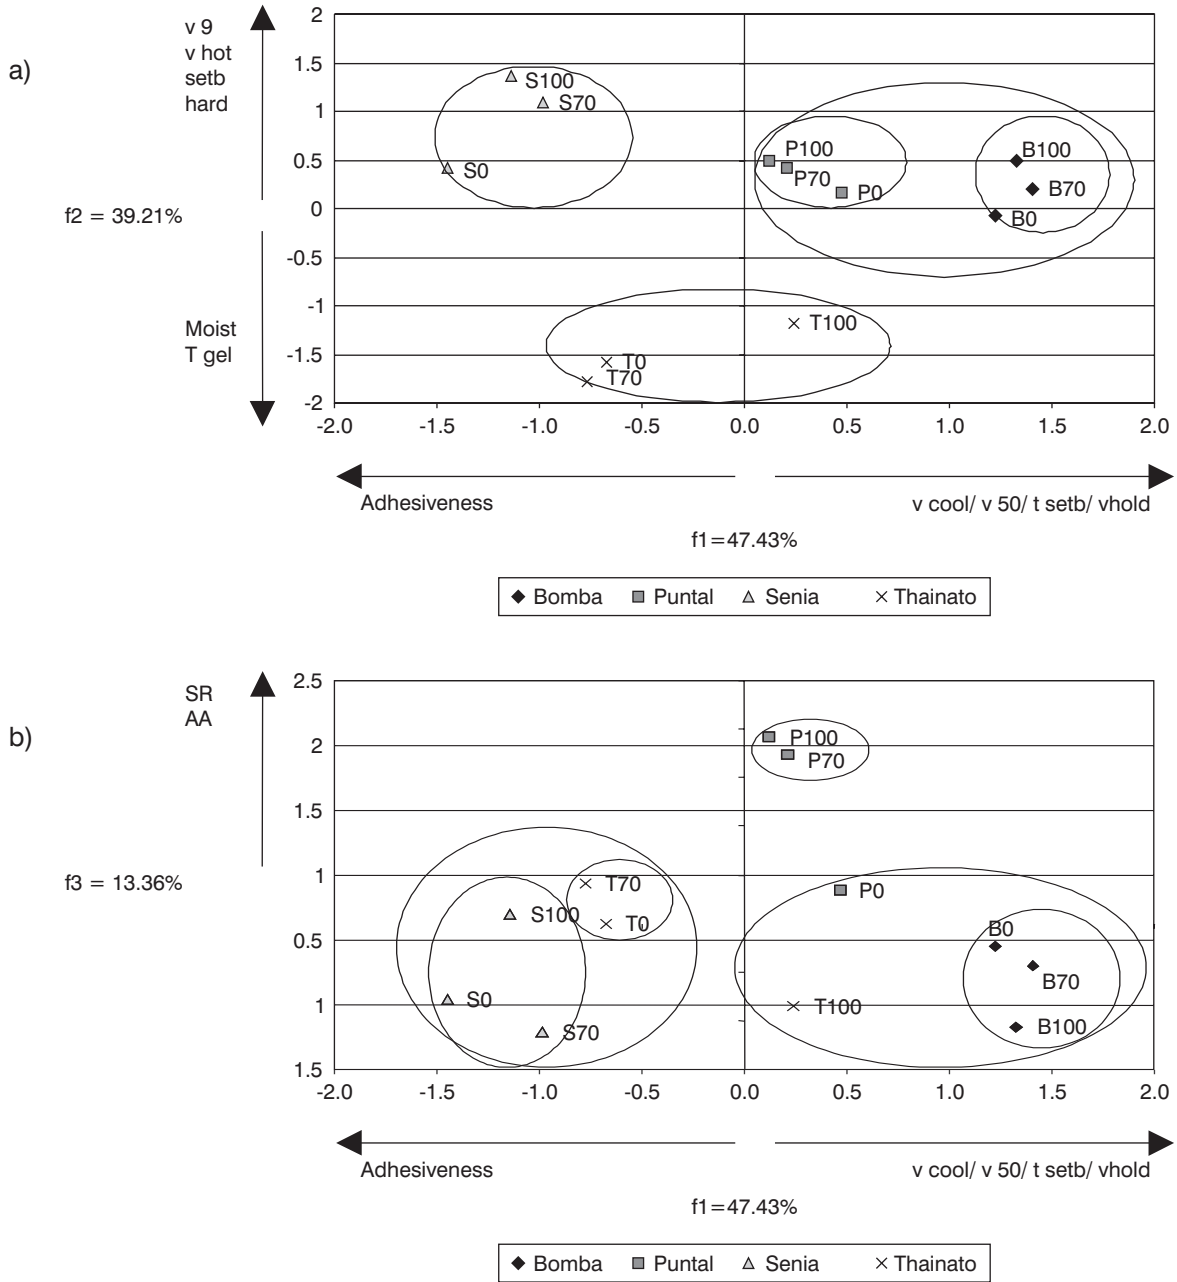 a)
v 9
v hot
setb
hard
f2 = 39.21%
Moist
T gel
2
1.5
1
0.5
0
-0.5
-1
-1.5
-2
S100
S70
S0
P100
P70
P0
B100
B70
B0
T100
T0
T70
-2.0 -1.5 -1.0 -0.5 0.0 0.5 1.0 1.5 2.0
Adhesiveness v cool/ v 50/ t setb/ vhold
f1=47.43%
Bomba Puntal Senia Thainato
b)
SR
AA
f3 = 13.36%
2.5
2
1.5
1
0.5
1
1.5
P100
P70
T70
P0
S100
T0
B0
B70
S0
T100
S70
B100
-2.0 -1.5 -1.0 -0.5 0.0 0.5 1.0 1.5 2.0
Adhesiveness v cool/ v 50/ t setb/ vhold
f1=47.43%
Bomba Puntal Senia Thainato